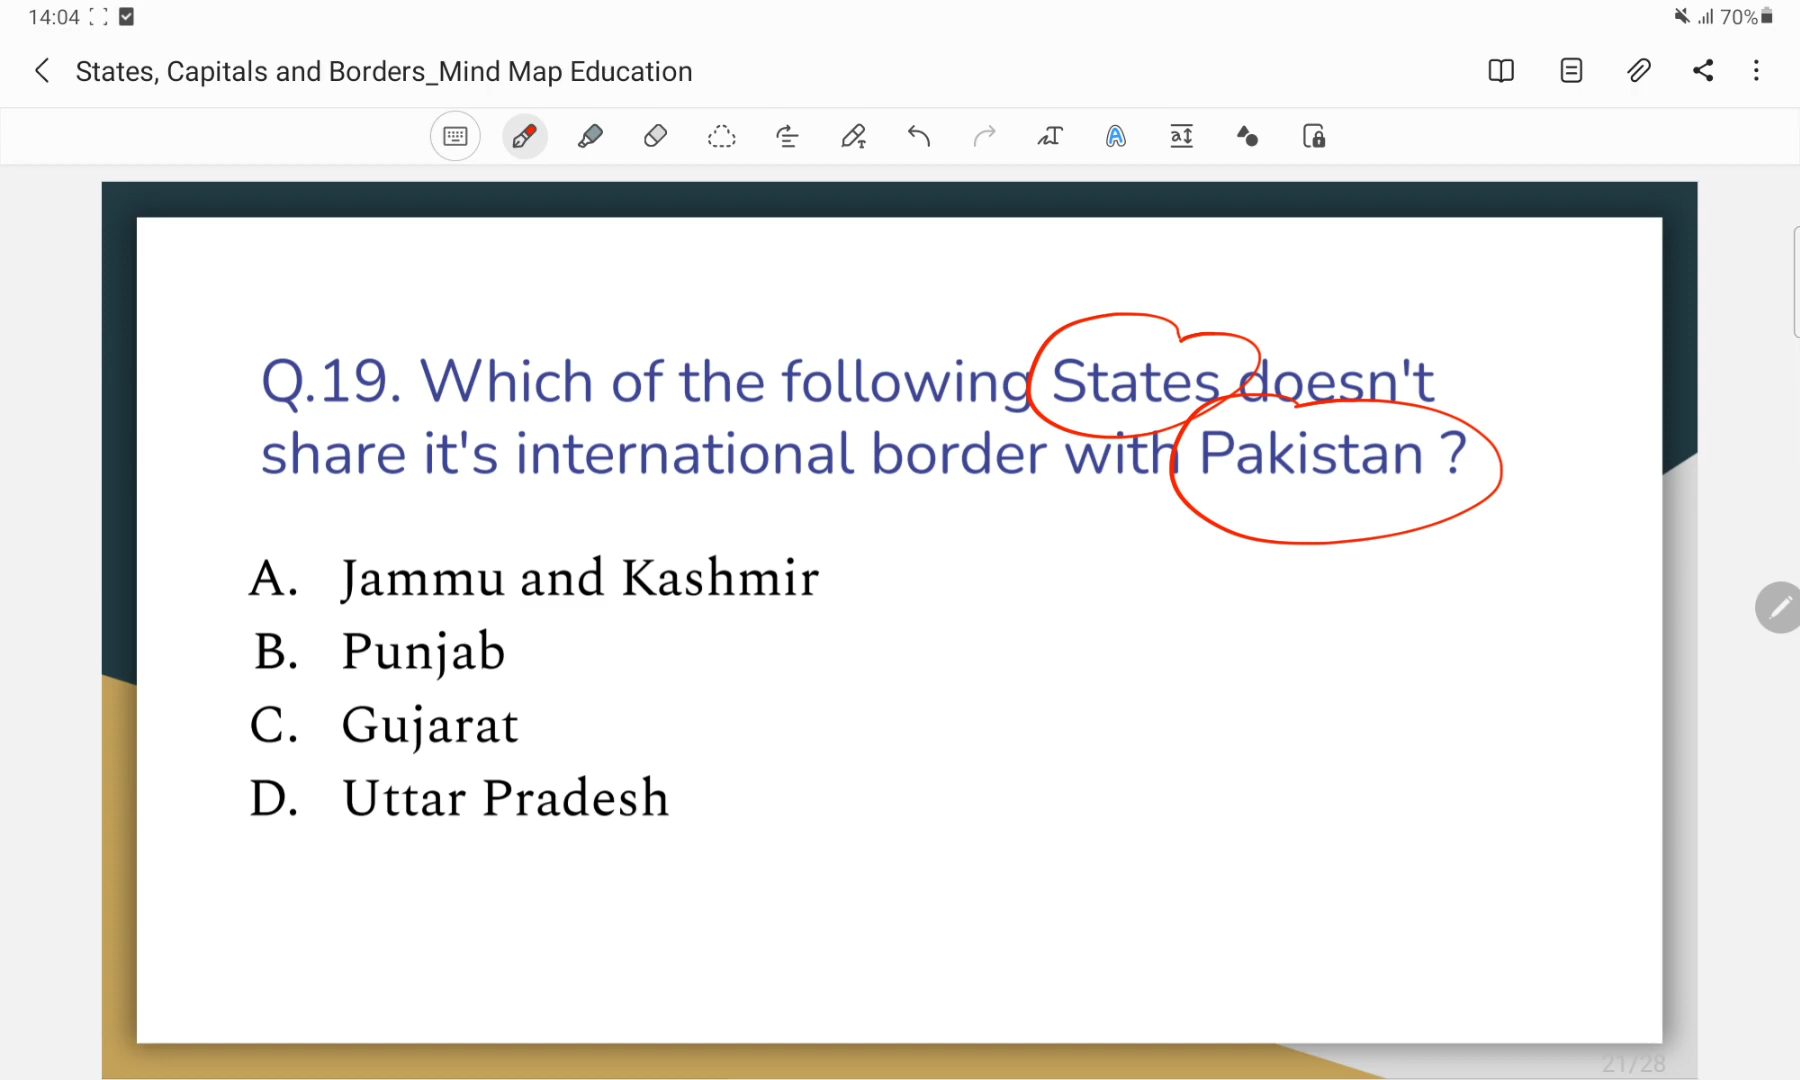 14:04
70%
States, Capitals and Borders_Mind Map Education
Q.19. Which of the following States doesn't
share it's international border with Pakistan ?
A. Jammu and Kashmir
B. Punjab
C. Gujarat
D. Uttar Pradesh
21/28